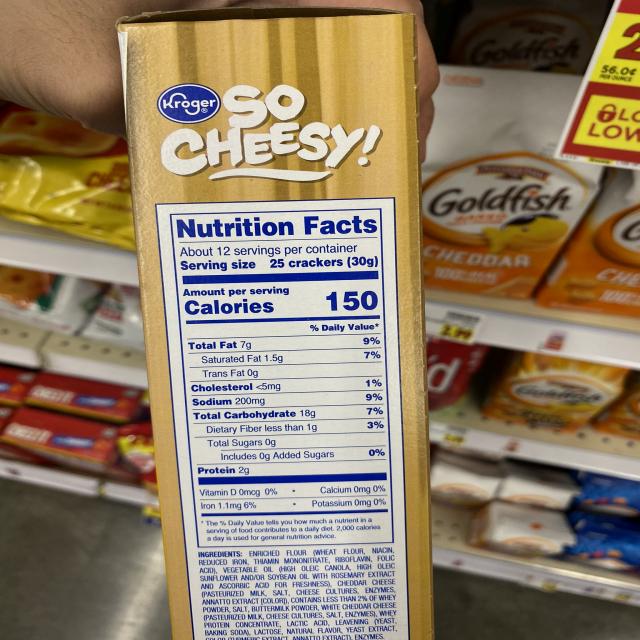 Kroger
SO
CHEESY!
Nutrition Facts
About 12 servings per container
Serving size 25 crackers (30g)
Amount per serving
Calories 150
% Daily Value*
Total Fat 7g 9%
Saturated Fat 1.5g 7%
Trans Fat 0g
Cholesterol <5mg 1%
Sodium 200mg 9%
Total Carbohydrate 18g 7%
Dietary Fiber less than 1g 3%
Total Sugars 0g
Includes 0g Added Sugars 0%
Protein 2g
Vitamin D 0mcg 0% • Calcium 0mg 0%
Iron 1.1mg 6% • Potassium 0mg 0%
* The % Daily Value tells you how much a nutrient in a
serving of food contributes to a daily diet. 2,000 calories
a day is used for general nutrition advice.
INGREDIENTS: ENRICHED FLOUR (WHEAT FLOUR, NIACIN,
REDUCED IRON, THIAMIN MONONITRATE, RIBOFLAVIN, FOLIC
ACID), VEGETABLE OIL (HIGH OLEIC CANOLA, HIGH OLEIC
SUNFLOWER AND/OR SOYBEAN OIL WITH ROSEMARY EXTRACT
AND ASCORBIC ACID FOR FRESHNESS), CHEDDAR CHEESE
(PASTEURIZED MILK, SALT, CHEESE CULTURES, ENZYMES,
ANNATTO EXTRACT [COLOR]), CONTAINS LESS THAN 2% OF WHEY
POWDER, SALT, BUTTERMILK POWDER, WHITE CHEDDAR CHEESE
(PASTEURIZED MILK, CHEESE CULTURES, SALT, ENZYMES), WHEY
PROTEIN CONCENTRATE, LACTIC ACID, LEAVENING (YEAST,
BAKING SODA), LACTOSE, NATURAL FLAVOR, YEAST EXTRACT,
Goldfish
Goldfish
BAKED
CHEDDAR
CHE
2
56.0¢
PER OUNCE
LO
LOW